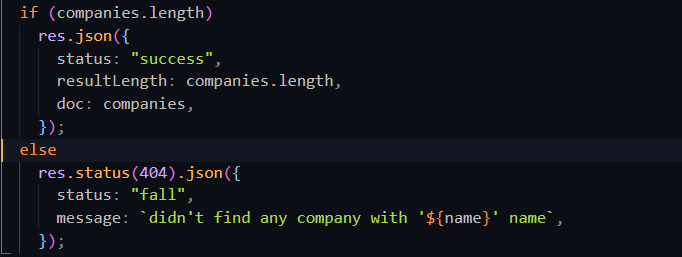 if (companies.length)
res.json({
status: "success",
resultLength: companies.length,
doc: companies,
});
else
res.status(404).json({
status: "fall",
message: `didn't find any company with '${name}' name`,
});